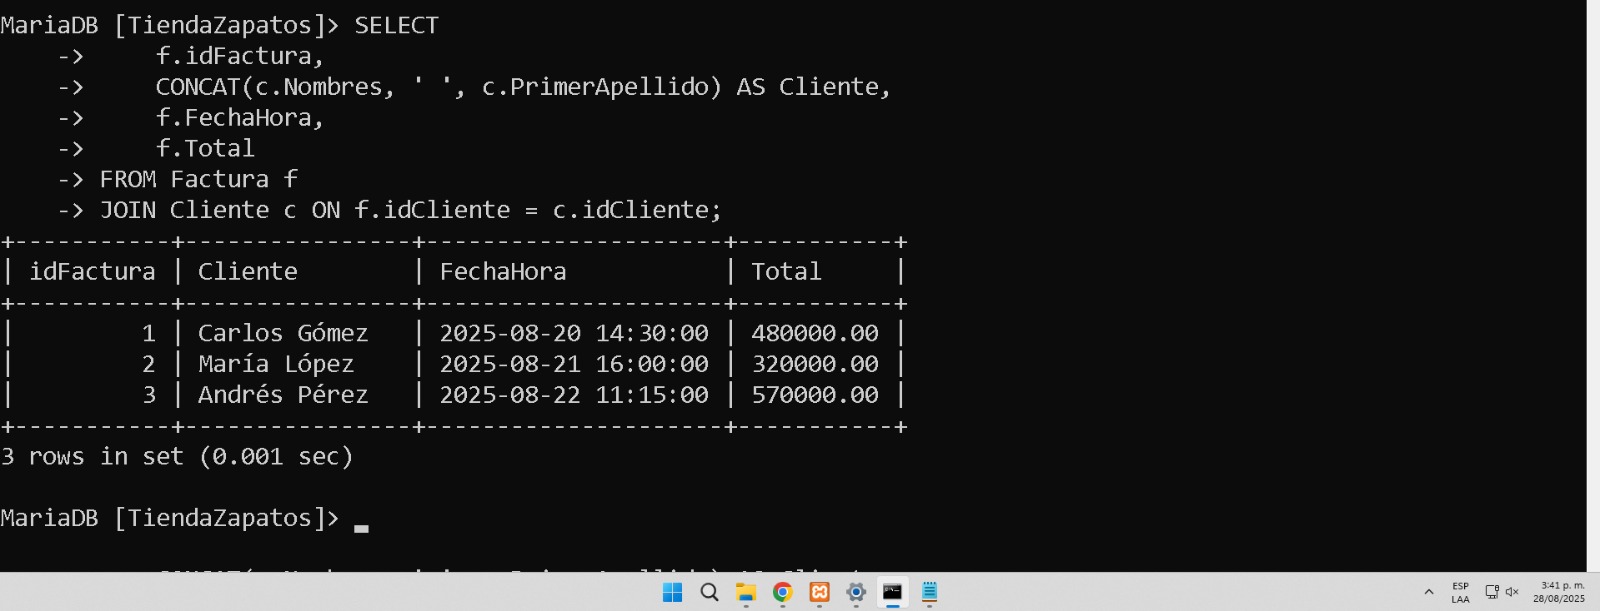 MariaDB [TiendaZapatos]> SELECT
    ->     f.idFactura,
    ->     CONCAT(c.Nombres, ' ', c.PrimerApellido) AS Cliente,
    ->     f.FechaHora,
    ->     f.Total
    -> FROM Factura f
    -> JOIN Cliente c ON f.idCliente = c.idCliente;
+-----------+----------------+---------------------+-----------+
| idFactura | Cliente        | FechaHora           | Total     |
+-----------+----------------+---------------------+-----------+
|         1 | Carlos Gómez   | 2025-08-20 14:30:00 | 480000.00 |
|         2 | María López    | 2025-08-21 16:00:00 | 320000.00 |
|         3 | Andrés Pérez   | 2025-08-22 11:15:00 | 570000.00 |
+-----------+----------------+---------------------+-----------+
3 rows in set (0.001 sec)
MariaDB [TiendaZapatos]> _
ESP
LAA
3:41 p. m.
28/08/2025